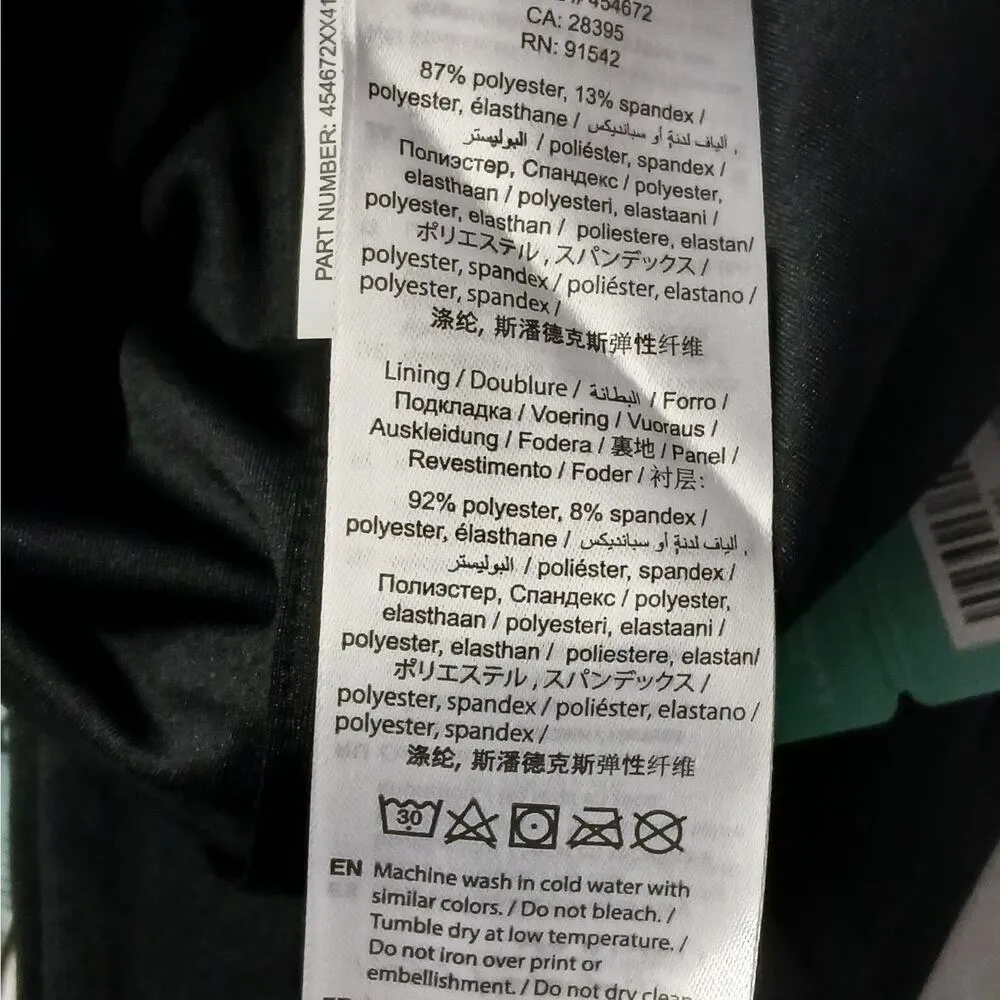 454672
CA: 28395
RN: 91542
PART NUMBER: 454672XX41
87% polyester, 13% spandex /
polyester, élasthane / ألياف لدنة أو سبانديكس ,
البوليستر / poliéster, spandex /
Полиэстер, Спандекс / polyester,
elasthaan / polyesteri, elastaani /
polyester, elasthan / poliestere, elastan/
ポリエステル , スパンデックス /
polyester, spandex / poliéster, elastano /
polyester, spandex /
涤纶, 斯潘德克斯弹性纤维
Lining / Doublure / البطانة / Forro /
Подкладка / Voering / Vuoraus /
Auskleidung / Fodera / 裏地 / Panel /
Revestimento / Foder / 衬层:
92% polyester, 8% spandex /
polyester, élasthane / ألياف لدنة أو سبانديكس ,
البوليستر / poliéster, spandex /
Полиэстер, Спандекс / polyester,
elasthaan / polyesteri, elastaani /
polyester, elasthan / poliestere, elastan/
ポリエステル , スパンデックス /
polyester, spandex / poliéster, elastano /
polyester, spandex /
涤纶, 斯潘德克斯弹性纤维
30
EN Machine wash in cold water with
similar colors. / Do not bleach. /
Tumble dry at low temperature. /
Do not iron over print or
embellishment. / Do not dry clean